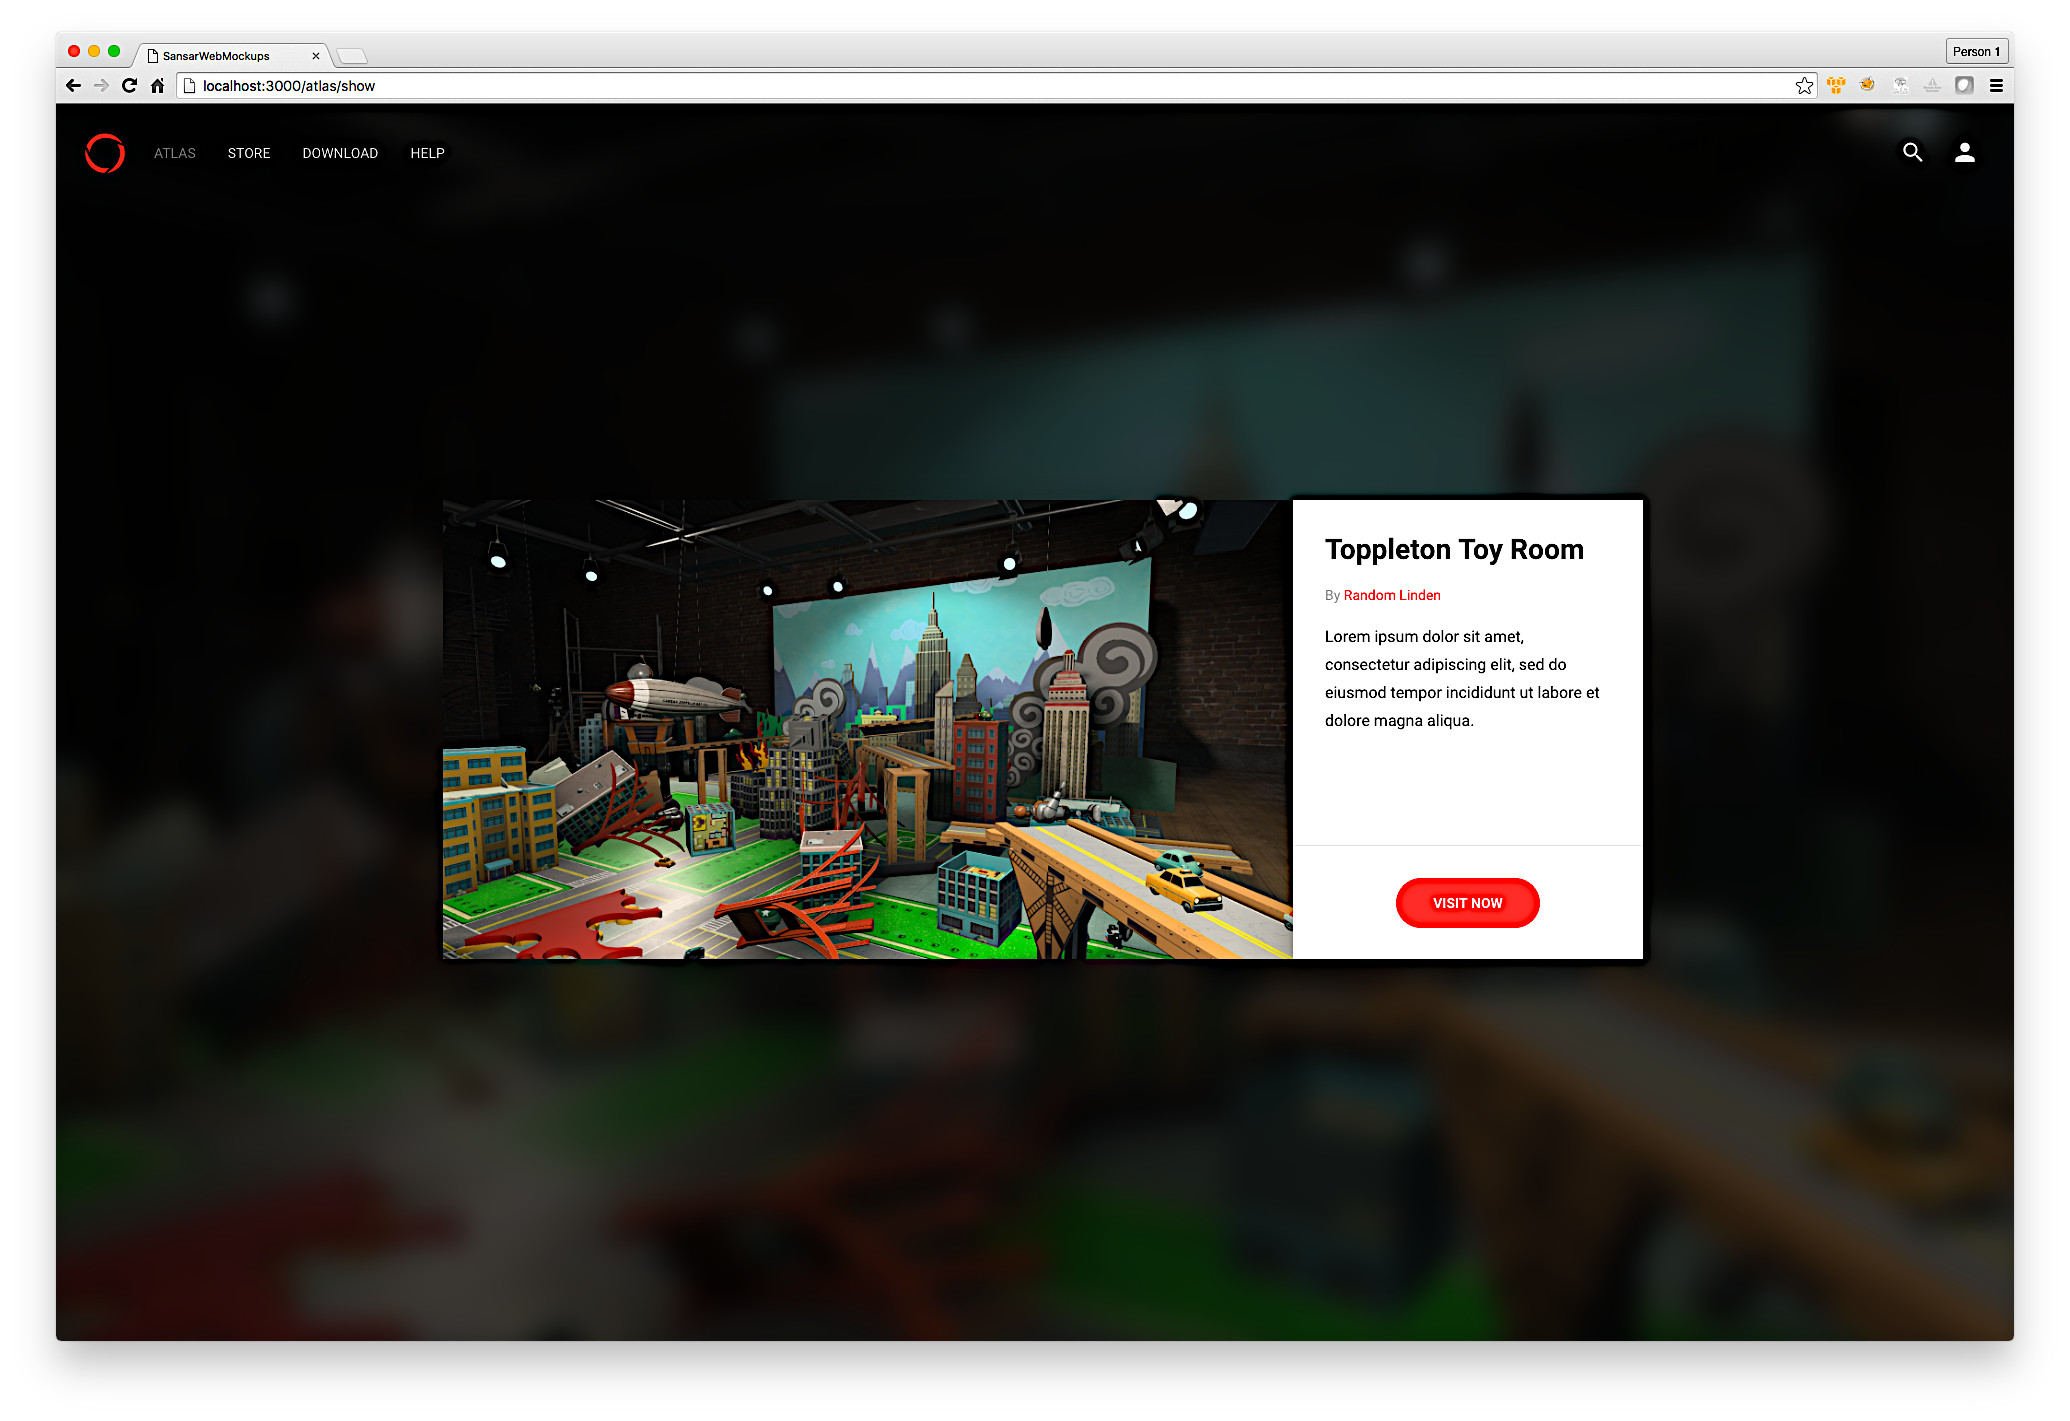 SansarWebMockups
Person 1
localhost:3000/atlas/show
ATLAS STORE DOWNLOAD HELP
Toppleton Toy Room
By Random Linden
Lorem ipsum dolor sit amet,
consectetur adipiscing elit, sed do
eiusmod tempor incididunt ut labore et
dolore magna aliqua.
VISIT NOW